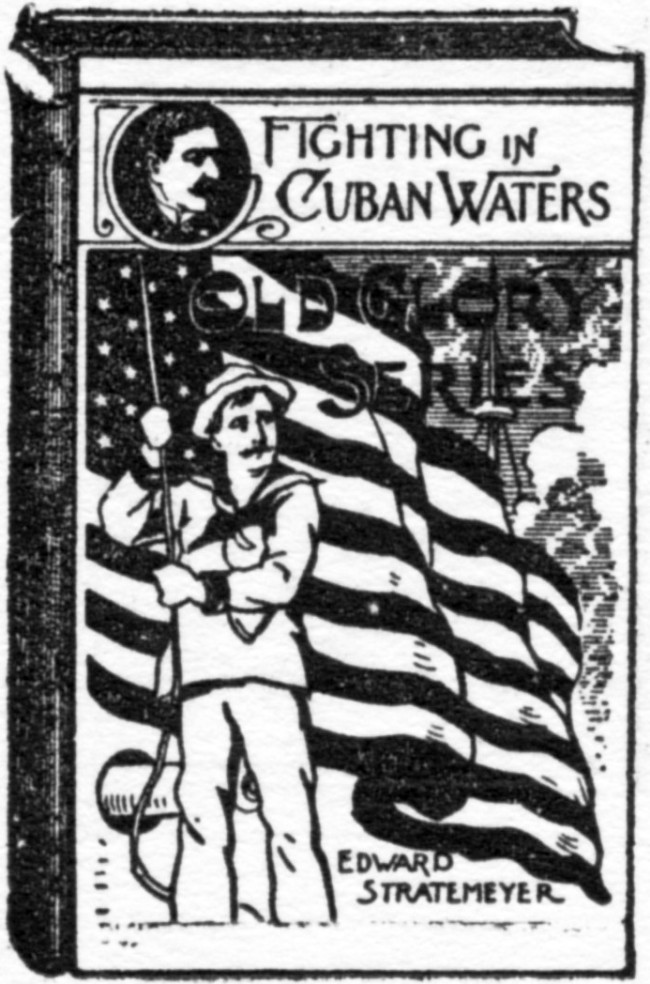 FIGHTING IN
CUBAN WATERS
OLD GLORY
SERIES
EDWARD
STRATEMEYER